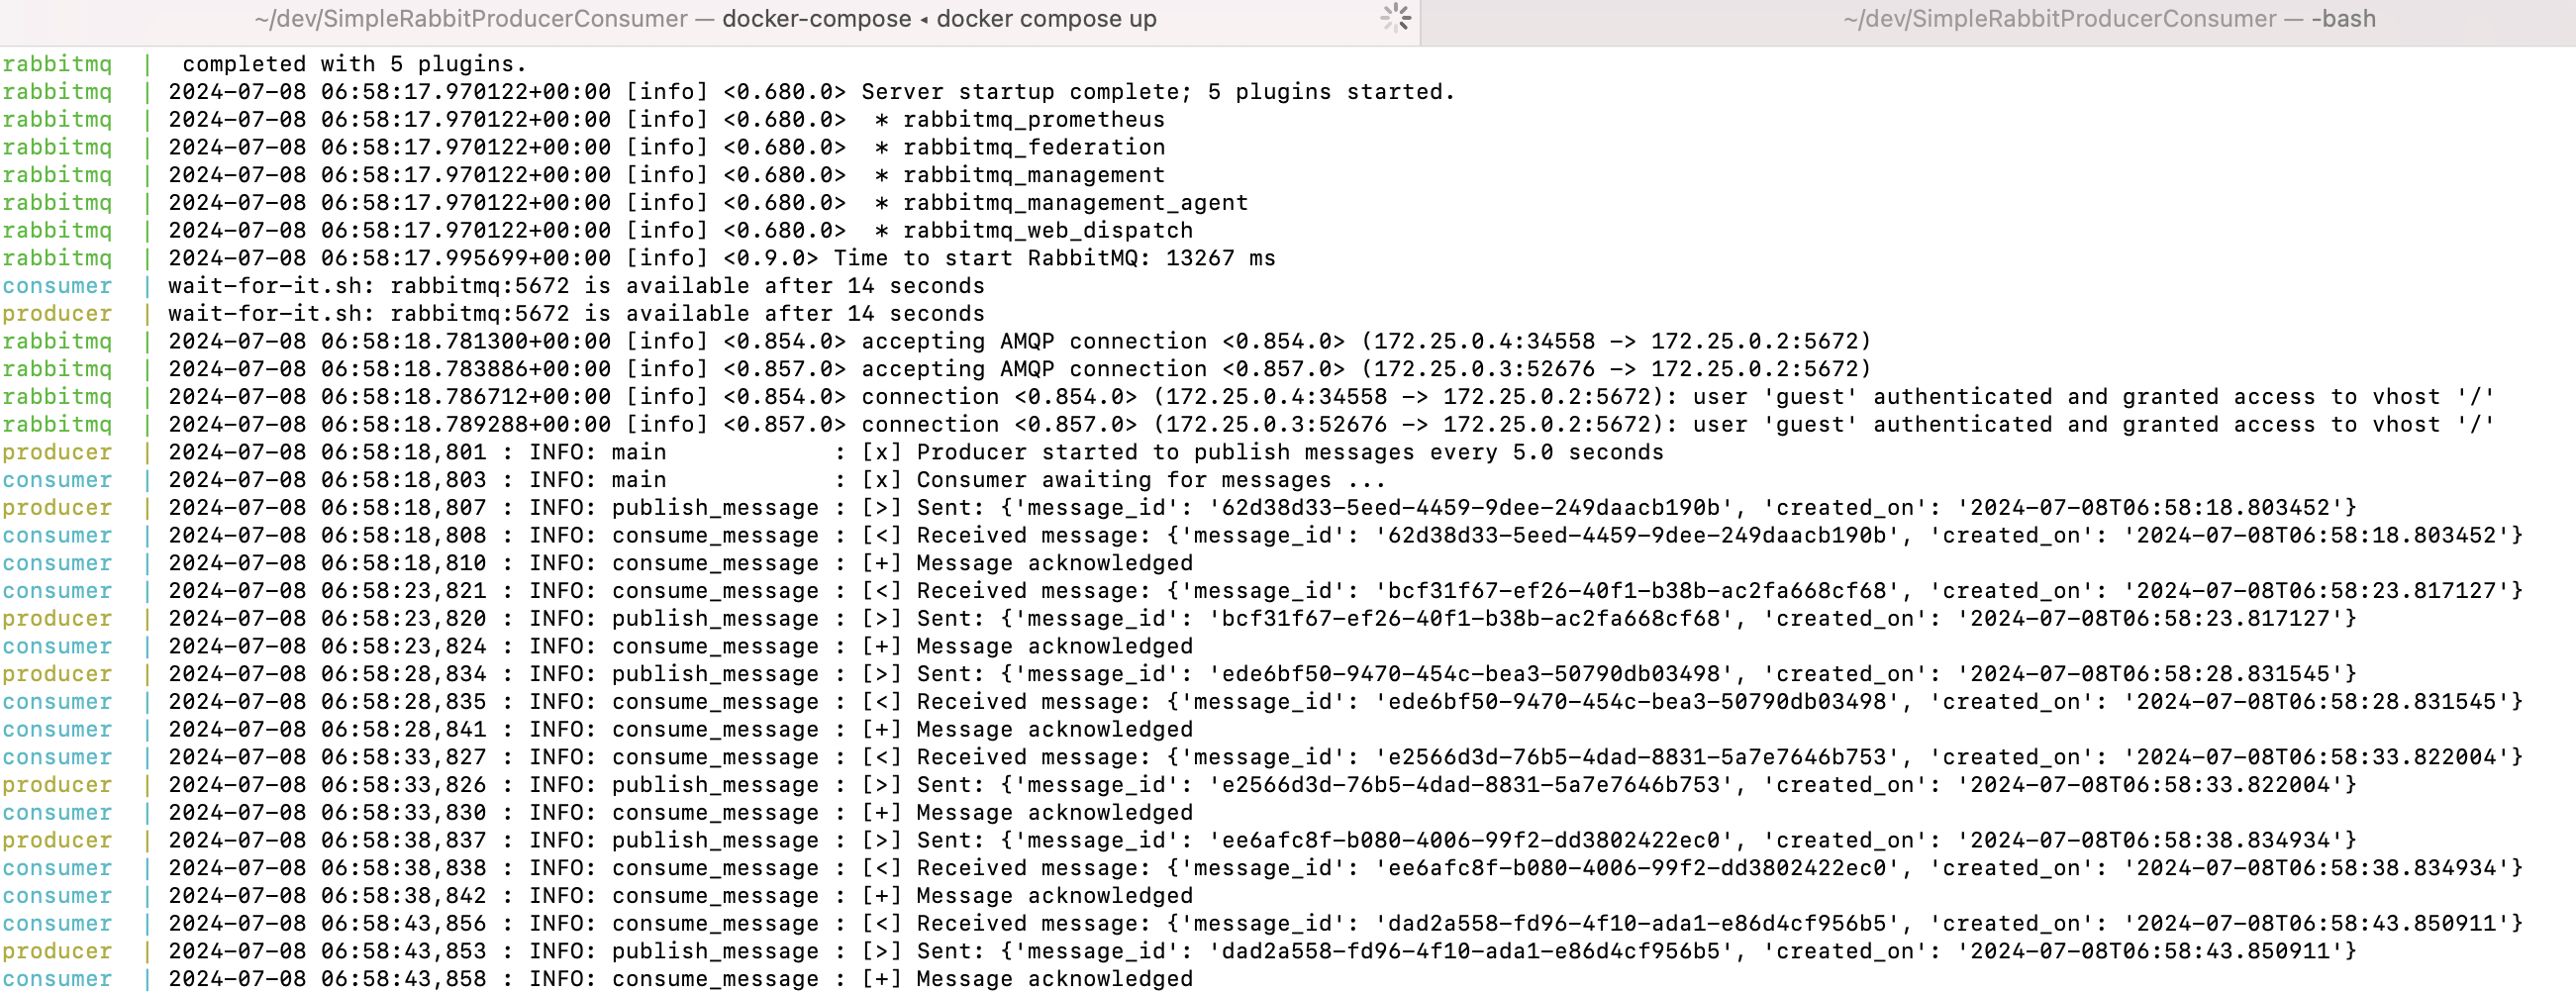 ~/dev/SimpleRabbitProducerConsumer — docker-compose ◂ docker compose up
~/dev/SimpleRabbitProducerConsumer — -bash
rabbitmq  |  completed with 5 plugins.
rabbitmq  | 2024-07-08 06:58:17.970122+00:00 [info] <0.680.0> Server startup complete; 5 plugins started.
rabbitmq  | 2024-07-08 06:58:17.970122+00:00 [info] <0.680.0>  * rabbitmq_prometheus
rabbitmq  | 2024-07-08 06:58:17.970122+00:00 [info] <0.680.0>  * rabbitmq_federation
rabbitmq  | 2024-07-08 06:58:17.970122+00:00 [info] <0.680.0>  * rabbitmq_management
rabbitmq  | 2024-07-08 06:58:17.970122+00:00 [info] <0.680.0>  * rabbitmq_management_agent
rabbitmq  | 2024-07-08 06:58:17.970122+00:00 [info] <0.680.0>  * rabbitmq_web_dispatch
rabbitmq  | 2024-07-08 06:58:17.995699+00:00 [info] <0.9.0> Time to start RabbitMQ: 13267 ms
consumer  | wait-for-it.sh: rabbitmq:5672 is available after 14 seconds
producer  | wait-for-it.sh: rabbitmq:5672 is available after 14 seconds
rabbitmq  | 2024-07-08 06:58:18.781300+00:00 [info] <0.854.0> accepting AMQP connection <0.854.0> (172.25.0.4:34558 -> 172.25.0.2:5672)
rabbitmq  | 2024-07-08 06:58:18.783886+00:00 [info] <0.857.0> accepting AMQP connection <0.857.0> (172.25.0.3:52676 -> 172.25.0.2:5672)
rabbitmq  | 2024-07-08 06:58:18.786712+00:00 [info] <0.854.0> connection <0.854.0> (172.25.0.4:34558 -> 172.25.0.2:5672): user 'guest' authenticated and granted access to vhost '/'
rabbitmq  | 2024-07-08 06:58:18.789288+00:00 [info] <0.857.0> connection <0.857.0> (172.25.0.3:52676 -> 172.25.0.2:5672): user 'guest' authenticated and granted access to vhost '/'
producer  | 2024-07-08 06:58:18,801 : INFO: main            : [x] Producer started to publish messages every 5.0 seconds
consumer  | 2024-07-08 06:58:18,803 : INFO: main            : [x] Consumer awaiting for messages ...
producer  | 2024-07-08 06:58:18,807 : INFO: publish_message : [>] Sent: {'message_id': '62d38d33-5eed-4459-9dee-249daacb190b', 'created_on': '2024-07-08T06:58:18.803452'}
consumer  | 2024-07-08 06:58:18,808 : INFO: consume_message : [<] Received message: {'message_id': '62d38d33-5eed-4459-9dee-249daacb190b', 'created_on': '2024-07-08T06:58:18.803452'}
consumer  | 2024-07-08 06:58:18,810 : INFO: consume_message : [+] Message acknowledged
consumer  | 2024-07-08 06:58:23,821 : INFO: consume_message : [<] Received message: {'message_id': 'bcf31f67-ef26-40f1-b38b-ac2fa668cf68', 'created_on': '2024-07-08T06:58:23.817127'}
producer  | 2024-07-08 06:58:23,820 : INFO: publish_message : [>] Sent: {'message_id': 'bcf31f67-ef26-40f1-b38b-ac2fa668cf68', 'created_on': '2024-07-08T06:58:23.817127'}
consumer  | 2024-07-08 06:58:23,824 : INFO: consume_message : [+] Message acknowledged
producer  | 2024-07-08 06:58:28,834 : INFO: publish_message : [>] Sent: {'message_id': 'ede6bf50-9470-454c-bea3-50790db03498', 'created_on': '2024-07-08T06:58:28.831545'}
consumer  | 2024-07-08 06:58:28,835 : INFO: consume_message : [<] Received message: {'message_id': 'ede6bf50-9470-454c-bea3-50790db03498', 'created_on': '2024-07-08T06:58:28.831545'}
consumer  | 2024-07-08 06:58:28,841 : INFO: consume_message : [+] Message acknowledged
consumer  | 2024-07-08 06:58:33,827 : INFO: consume_message : [<] Received message: {'message_id': 'e2566d3d-76b5-4dad-8831-5a7e7646b753', 'created_on': '2024-07-08T06:58:33.822004'}
producer  | 2024-07-08 06:58:33,826 : INFO: publish_message : [>] Sent: {'message_id': 'e2566d3d-76b5-4dad-8831-5a7e7646b753', 'created_on': '2024-07-08T06:58:33.822004'}
consumer  | 2024-07-08 06:58:33,830 : INFO: consume_message : [+] Message acknowledged
producer  | 2024-07-08 06:58:38,837 : INFO: publish_message : [>] Sent: {'message_id': 'ee6afc8f-b080-4006-99f2-dd3802422ec0', 'created_on': '2024-07-08T06:58:38.834934'}
consumer  | 2024-07-08 06:58:38,838 : INFO: consume_message : [<] Received message: {'message_id': 'ee6afc8f-b080-4006-99f2-dd3802422ec0', 'created_on': '2024-07-08T06:58:38.834934'}
consumer  | 2024-07-08 06:58:38,842 : INFO: consume_message : [+] Message acknowledged
consumer  | 2024-07-08 06:58:43,856 : INFO: consume_message : [<] Received message: {'message_id': 'dad2a558-fd96-4f10-ada1-e86d4cf956b5', 'created_on': '2024-07-08T06:58:43.850911'}
producer  | 2024-07-08 06:58:43,853 : INFO: publish_message : [>] Sent: {'message_id': 'dad2a558-fd96-4f10-ada1-e86d4cf956b5', 'created_on': '2024-07-08T06:58:43.850911'}
consumer  | 2024-07-08 06:58:43,858 : INFO: consume_message : [+] Message acknowledged